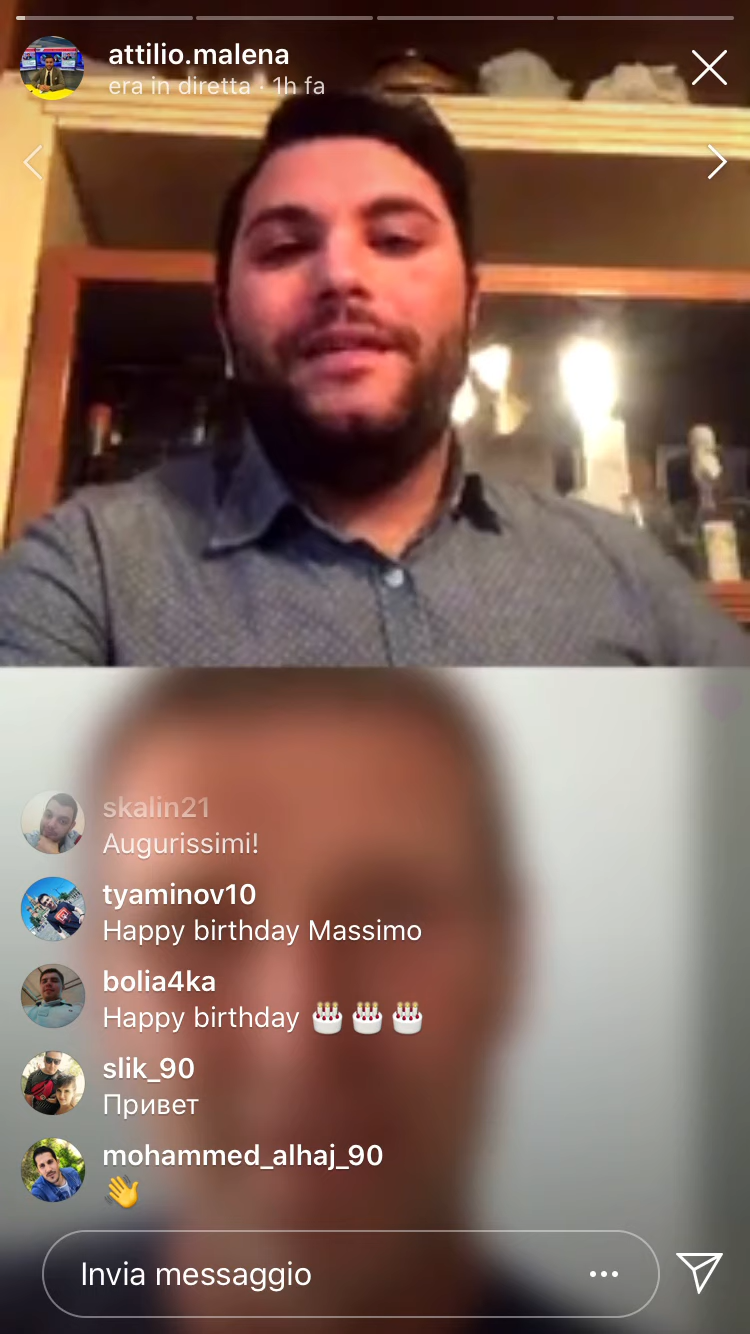 attilio.malena
era in diretta · 1h fa
skalin21
Augurissimi!
tyaminov10
Happy birthday Massimo
bolia4ka
Happy birthday 🎂🎂🎂
slik_90
Привет
mohammed_alhaj_90
👋
Invia messaggio